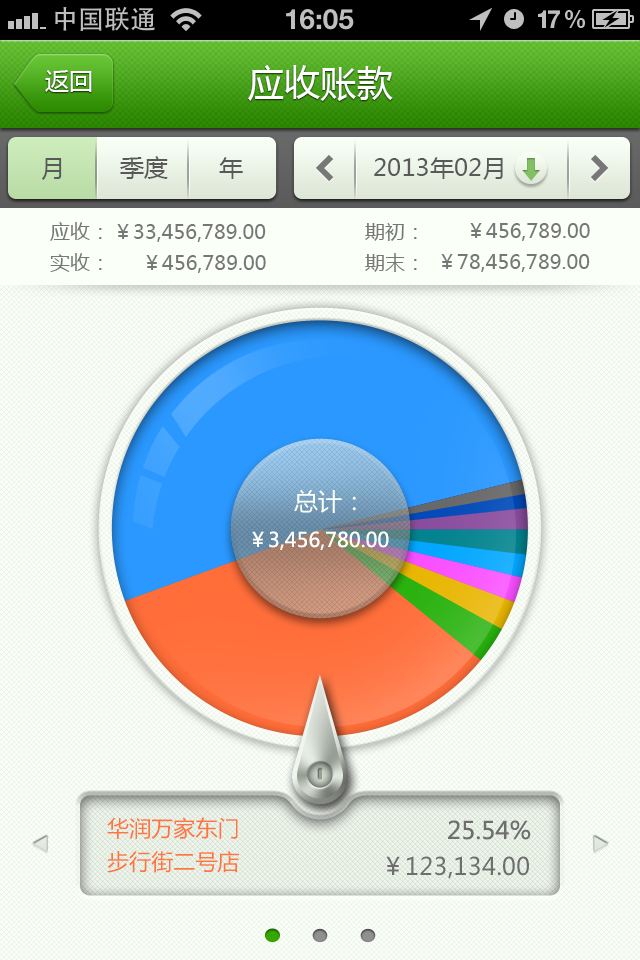 中国联通 16:05 17%
返回 应收账款
月 季度 年 2013年02月
应收：￥33,456,789.00 期初：￥456,789.00
实收：￥456,789.00 期末：￥78,456,789.00
总计：
￥3,456,780.00
华润万家东门 25.54%
步行街二号店 ￥123,134.00